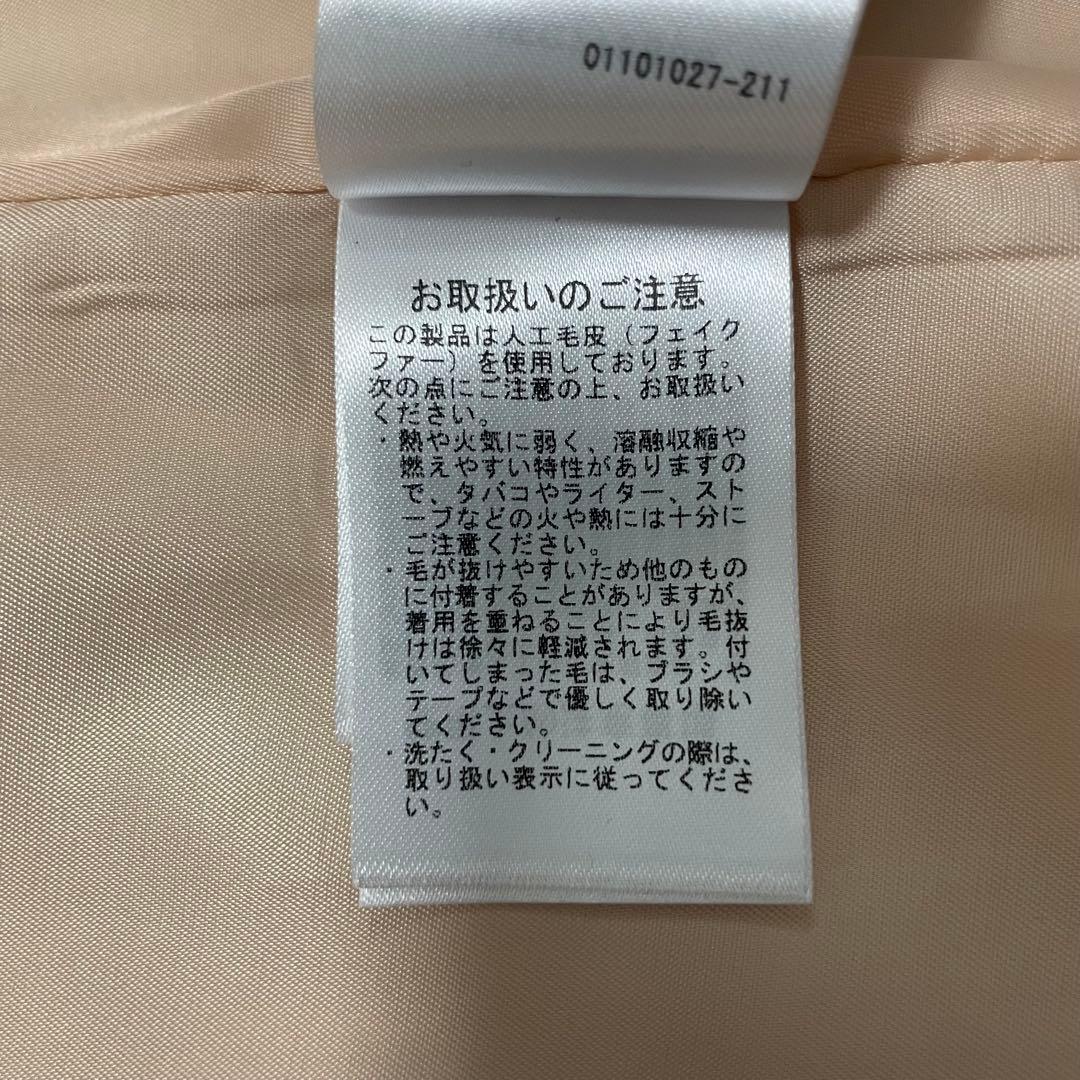 01101027-211
お取扱いのご注意
この製品は人工毛皮（フェイク
ファー）を使用しております。
次の点にご注意の上、お取扱い
ください。
・熱や火気に弱く、溶融収縮や
燃えやすい特性がありますの
で、タバコやライター、スト
ーブなどの火や熱には十分に
ご注意ください。
・毛が抜けやすいため他のもの
に付着することがありますが、
着用を重ねることにより毛抜
けは徐々に軽減されます。付
いてしまった毛は、ブラシや
テープなどで優しく取り除い
てください。
・洗たく・クリーニングの際は、
取り扱い表示に従ってくださ
い。